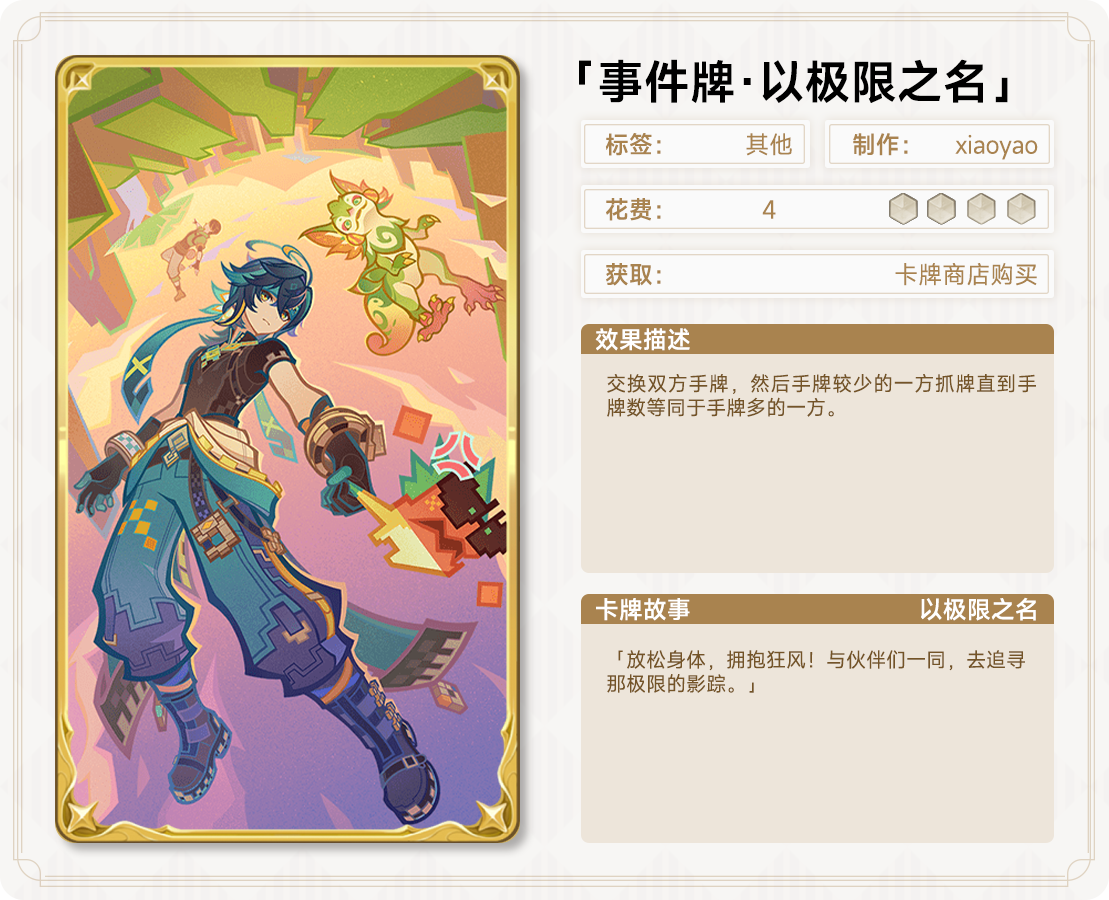 「事件牌·以极限之名」
标签： 其他 制作： xiaoyao
花费： 4
获取： 卡牌商店购买
效果描述
交换双方手牌，然后手牌较少的一方抓牌直到手
牌数等同于手牌多的一方。
卡牌故事 以极限之名
「放松身体，拥抱狂风！与伙伴们一同，去追寻
那极限的影踪。」